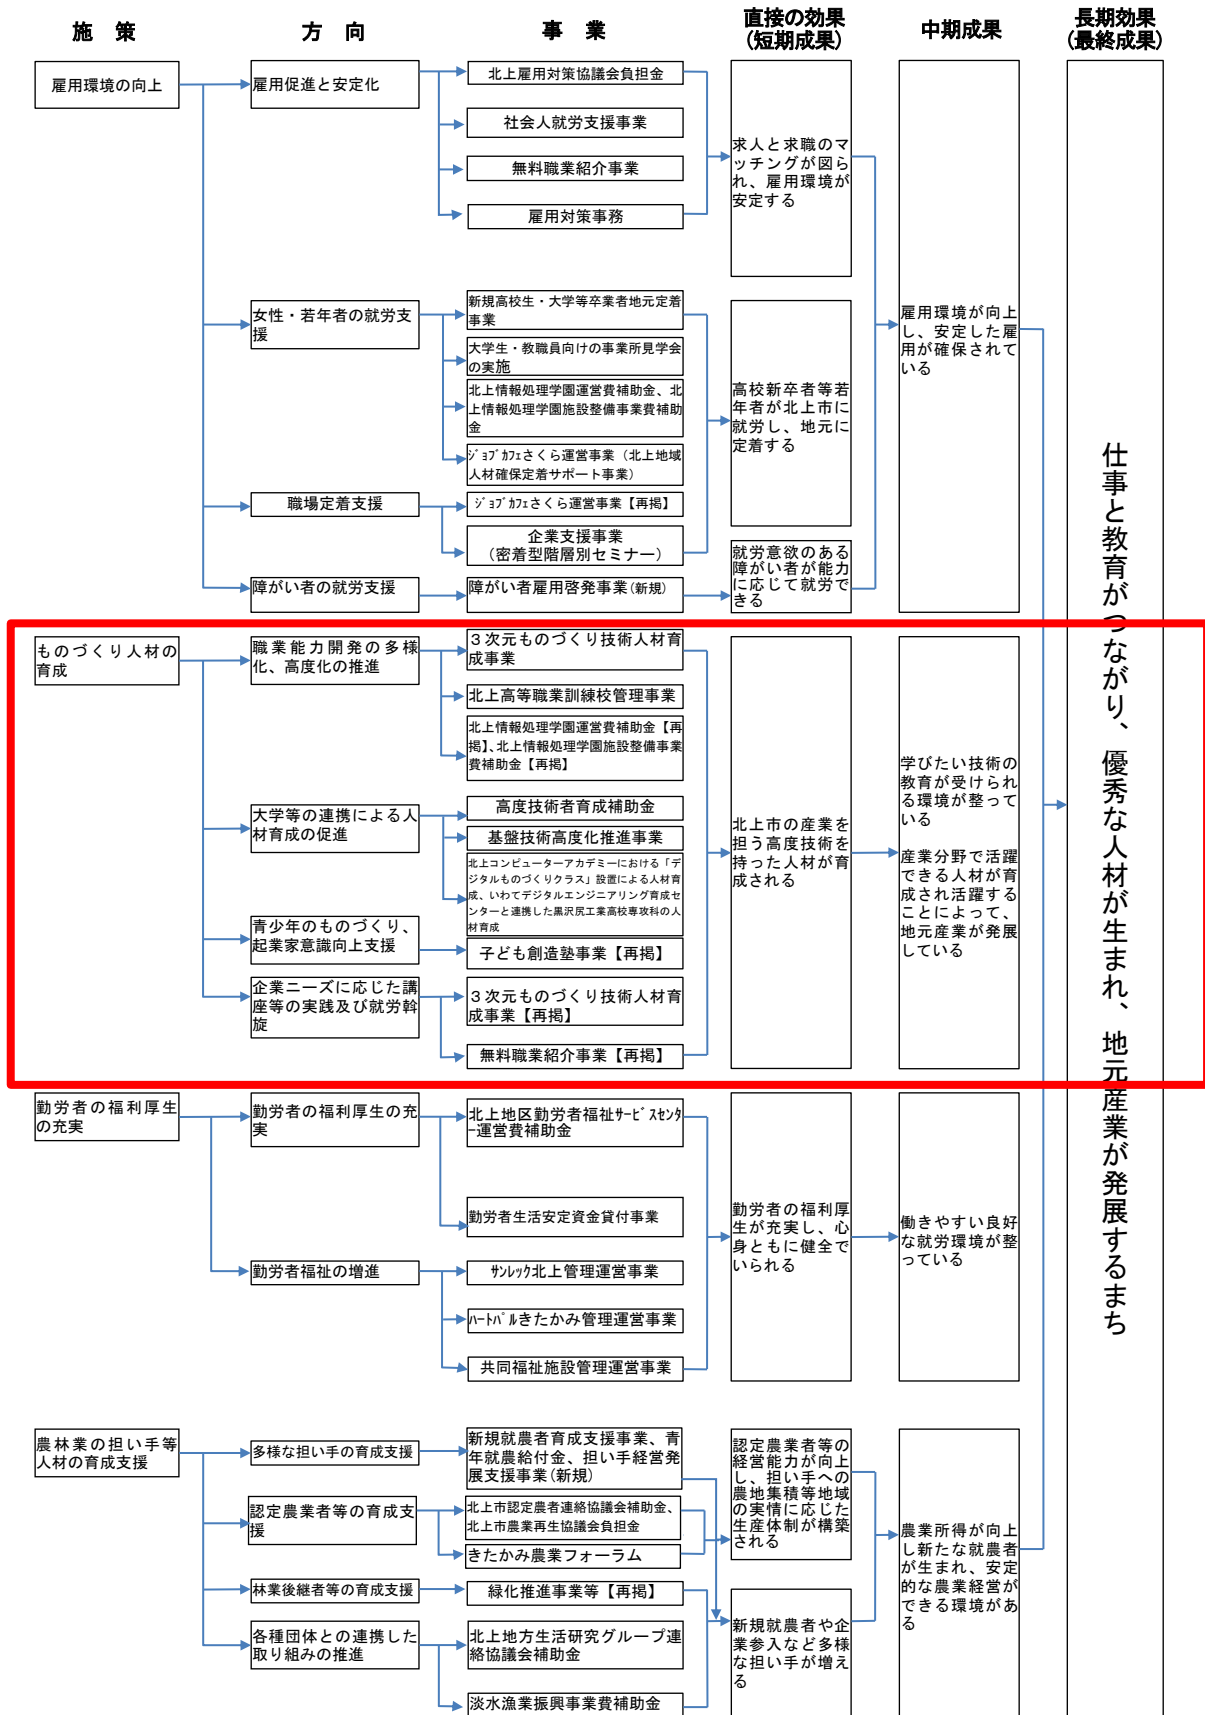 施　策
方　向
事　業
直接の効果
(短期成果)
中期成果
長期効果
(最終成果)
雇用環境の向上
雇用促進と安定化
北上雇用対策協議会負担金
社会人就労支援事業
無料職業紹介事業
雇用対策事務
求人と求職のマ
ッチングが図ら
れ、雇用環境が
安定する
女性・若年者の就労支
援
新規高校生・大学等卒業者地元定着
事業
大学生・教職員向けの事業所見学会
の実施
北上情報処理学園運営費補助金、北
上情報処理学園施設整備事業費補助
金
ｼﾞｮﾌﾞｶﾌｪさくら運営事業（北上地域
人材確保定着サポート事業）
職場定着支援
ｼﾞｮﾌﾞｶﾌｪさくら運営事業【再掲】
企業支援事業
（密着型階層別セミナー）
高校新卒者等若
年者が北上市に
就労し、地元に
定着する
障がい者の就労支援
障がい者雇用啓発事業(新規)
就労意欲のある
障がい者が能力
に応じて就労で
きる
雇用環境が向上
し、安定した雇
用が確保されて
いる
ものづくり人材の
育成
職業能力開発の多様
化、高度化の推進
３次元ものづくり技術人材育
成事業
北上高等職業訓練校管理事業
北上情報処理学園運営費補助金【再
掲】、北上情報処理学園施設整備事業
費補助金【再掲】
大学等の連携による人
材育成の促進
高度技術者育成補助金
基盤技術高度化推進事業
北上コンピューターアカデミーにおける「デ
ジタルものづくりクラス」設置による人材育
成、いわてデジタルエンジニアリング育成セ
ンターと連携した黒沢尻工業高校専攻科の人
材育成
青少年のものづくり、
起業家意識向上支援
子ども創造塾事業【再掲】
企業ニーズに応じた講
座等の実践及び就労斡
旋
３次元ものづくり技術人材育
成事業【再掲】
無料職業紹介事業【再掲】
北上市の産業を
担う高度技術を
持った人材が育
成される
学びたい技術の
教育が受けられ
る環境が整って
いる
産業分野で活躍
できる人材が育
成され活躍する
ことによって、
地元産業が発展
している
勤労者の福利厚生
の充実
勤労者の福利厚生の充
実
北上地区勤労者福祉ｻｰﾋﾞｽｾﾝﾀ
ｰ運営費補助金
勤労者生活安定資金貸付事業
勤労者福祉の増進
ｻﾝﾚｯｸ北上管理運営事業
ﾊｰﾄﾊﾟﾙきたかみ管理運営事業
共同福祉施設管理運営事業
勤労者の福利厚
生が充実し、心
身ともに健全で
いられる
働きやすい良好
な就労環境が整
っている
農林業の担い手等
人材の育成支援
多様な担い手の育成支援
新規就農者育成支援事業、青
年就農給付金、担い手経営発
展支援事業(新規)
認定農業者等の育成支
援
北上市認定農者連絡協議会補助金、
北上市農業再生協議会負担金
きたかみ農業フォーラム
林業後継者等の育成支援
緑化推進事業等【再掲】
各種団体との連携した
取り組みの推進
北上地方生活研究グループ連
絡協議会補助金
淡水漁業振興事業費補助金
認定農業者等の
経営能力が向上
し、担い手への
農地集積等地域
の実情に応じた
生産体制が構築
される
新規就農者や企
業参入など多様
な担い手が増え
る
農業所得が向上
し新たな就農者
が生まれ、安定
的な農業経営が
できる環境があ
る
仕事と教育がつながり、優秀な人材が生まれ、地元産業が発展するまち